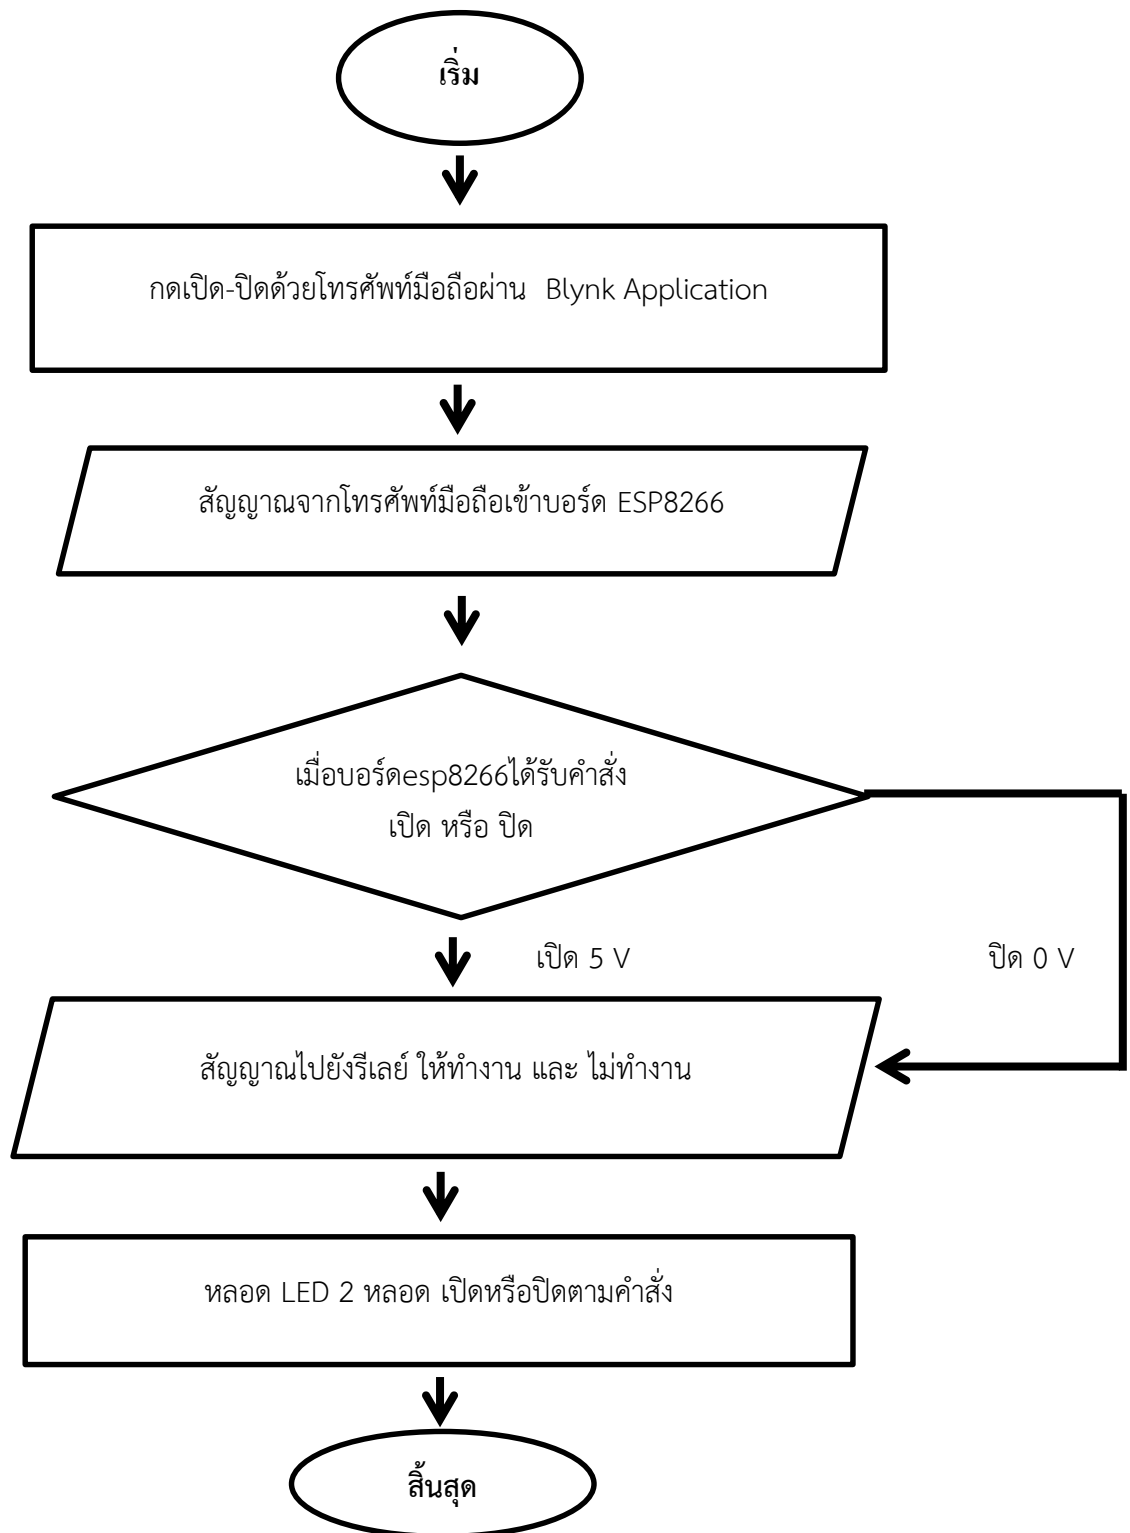 เริ่ม
กดเปิด-ปิดด้วยโทรศัพท์มือถือผ่าน Blynk Application
สัญญาณจากโทรศัพท์มือถือเข้าบอร์ด ESP8266
เมื่อบอร์ดesp8266ได้รับคำสั่ง
เปิด หรือ ปิด
เปิด 5 V
ปิด 0 V
สัญญาณไปยังรีเลย์ ให้ทำงาน และ ไม่ทำงาน
หลอด LED 2 หลอด เปิดหรือปิดตามคำสั่ง
สิ้นสุด